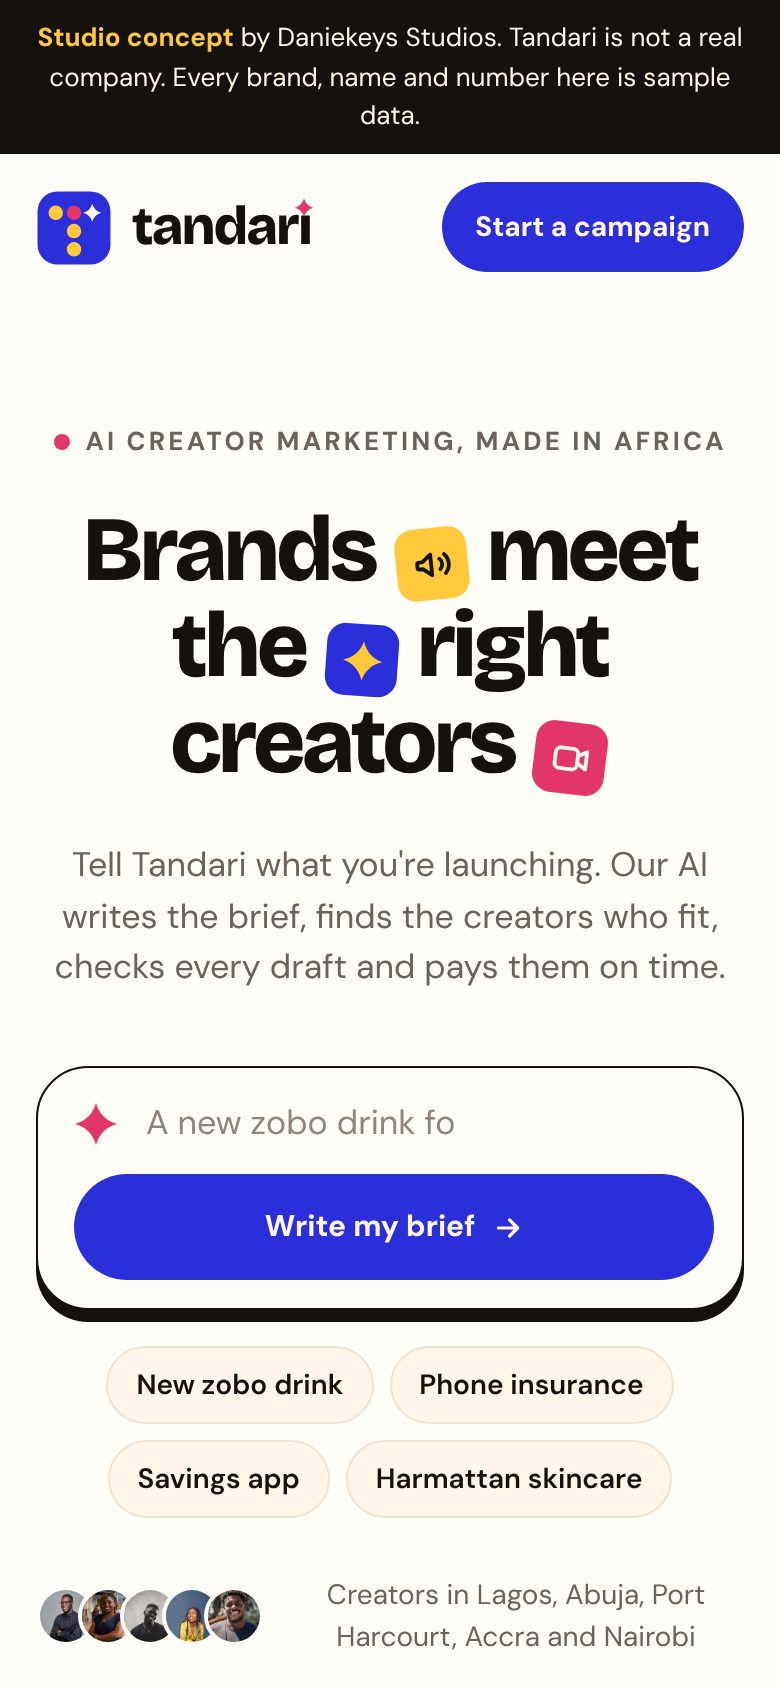 Studio concept by Daniekeys Studios. Tandari is not a real
company. Every brand, name and number here is sample
data.
tandari
Start a campaign
AI CREATOR MARKETING, MADE IN AFRICA
Brands meet
the right
creators
Tell Tandari what you're launching. Our AI
writes the brief, finds the creators who fit,
checks every draft and pays them on time.
A new zobo drink fo
Write my brief →
New zobo drink
Phone insurance
Savings app
Harmattan skincare
Creators in Lagos, Abuja, Port
Harcourt, Accra and Nairobi